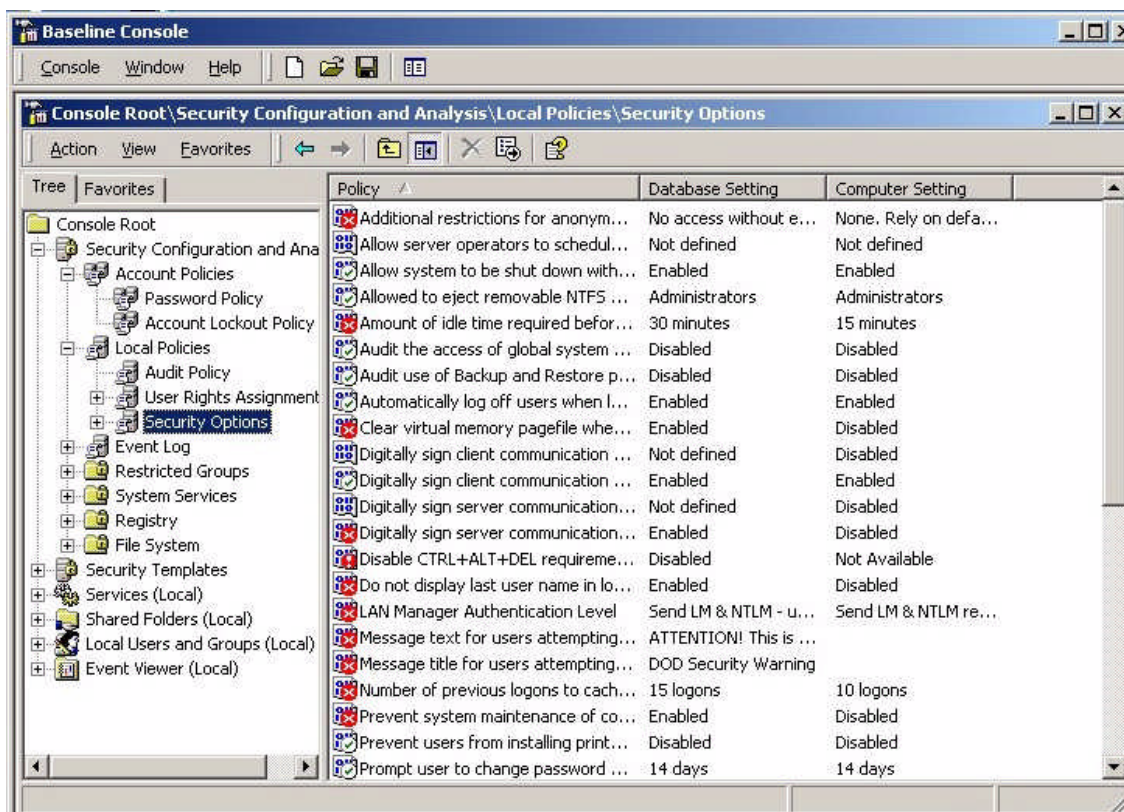 Baseline Console
Console Window Help
Console Root\Security Configuration and Analysis\Local Policies\Security Options
Action View Favorites
Tree Favorites
Console Root
Security Configuration and Ana
Account Policies
Password Policy
Account Lockout Policy
Local Policies
Audit Policy
User Rights Assignment
Security Options
Event Log
Restricted Groups
System Services
Registry
File System
Security Templates
Services (Local)
Shared Folders (Local)
Local Users and Groups (Local)
Event Viewer (Local)
Policy Database Setting Computer Setting
Additional restrictions for anonym... No access without e... None. Rely on defa...
Allow server operators to schedul... Not defined Not defined
Allow system to be shut down with... Enabled Enabled
Allowed to eject removable NTFS ... Administrators Administrators
Amount of idle time required befor... 30 minutes 15 minutes
Audit the access of global system ... Disabled Disabled
Audit use of Backup and Restore p... Disabled Disabled
Automatically log off users when l... Enabled Enabled
Clear virtual memory pagefile whe... Enabled Disabled
Digitally sign client communication ... Not defined Disabled
Digitally sign client communication ... Enabled Enabled
Digitally sign server communication... Not defined Disabled
Digitally sign server communication... Enabled Disabled
Disable CTRL+ALT+DEL requireme... Disabled Not Available
Do not display last user name in lo... Enabled Disabled
LAN Manager Authentication Level Send LM & NTLM - u... Send LM & NTLM re...
Message text for users attempting... ATTENTION! This is ...
Message title for users attempting... DOD Security Warning
Number of previous logons to cach... 15 logons 10 logons
Prevent system maintenance of co... Enabled Disabled
Prevent users from installing print... Disabled Disabled
Prompt user to change password ... 14 days 14 days